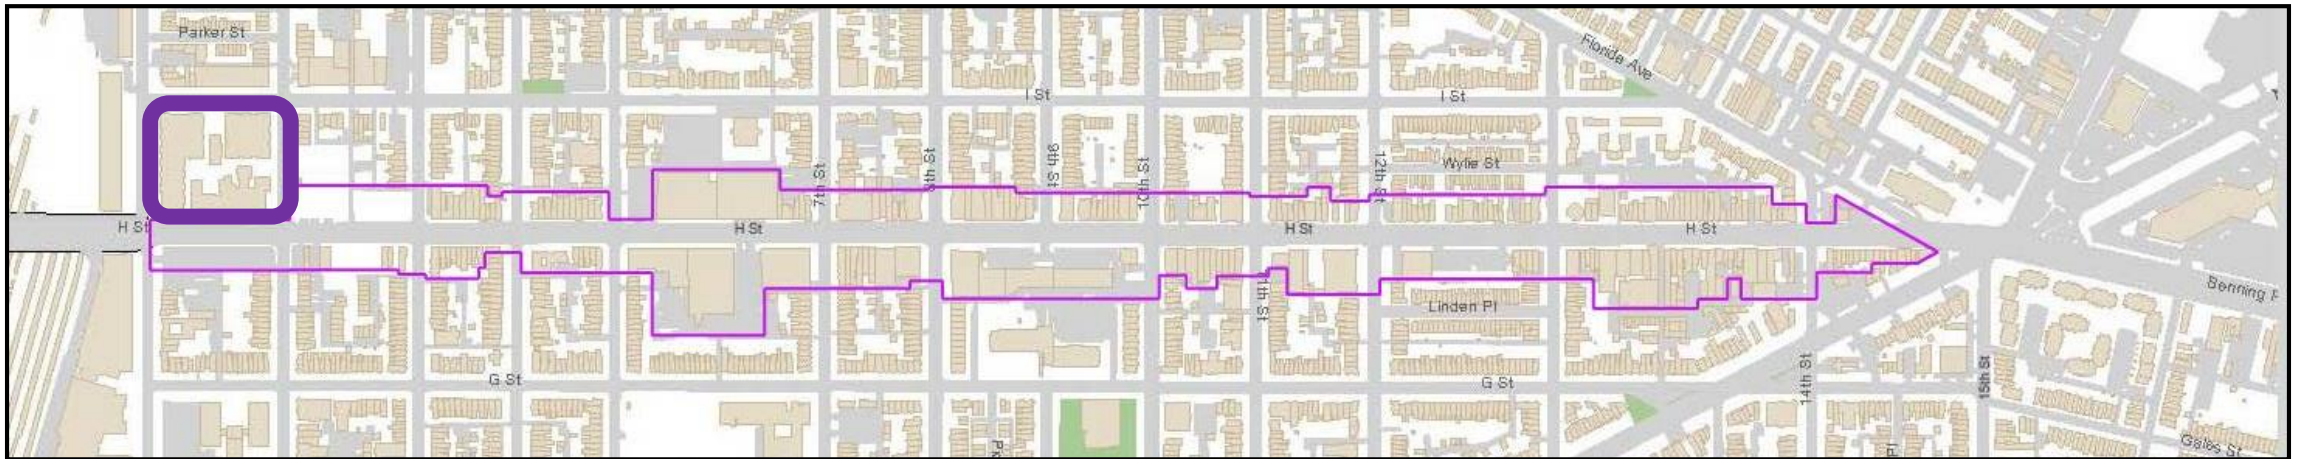 Parker St
Florida Ave
I St
I St
7th St
8th St
9th St
10th St
12th St
Wylie St
H St
H St
H St
H St
11th St
Linden Pl
Benning
G St
G St
14th St
15th St
Pl
Gales St